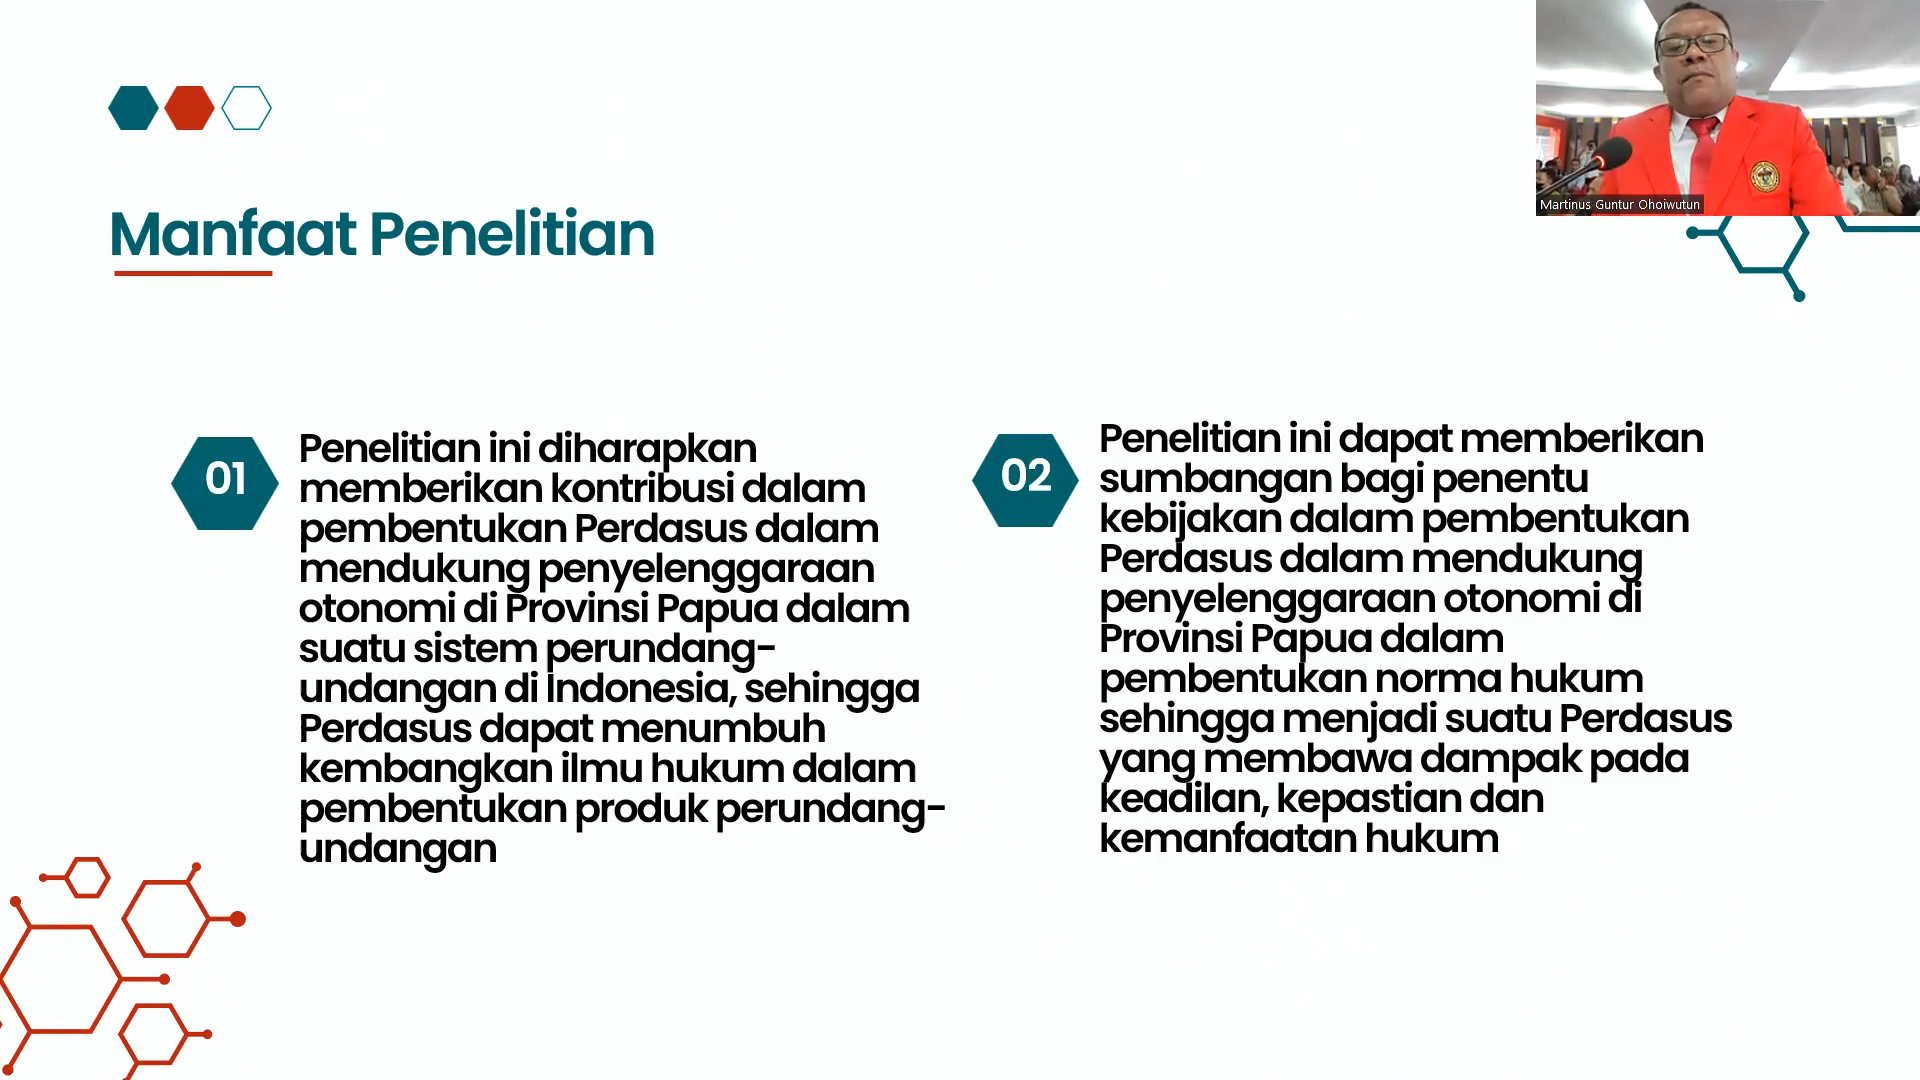 Martinus Guntur Ohoiwutun
Manfaat Penelitian
01
Penelitian ini diharapkan
memberikan kontribusi dalam
pembentukan Perdasus dalam
mendukung penyelenggaraan
otonomi di Provinsi Papua dalam
suatu sistem perundang-
undangan di Indonesia, sehingga
Perdasus dapat menumbuh
kembangkan ilmu hukum dalam
pembentukan produk perundang-
undangan
02
Penelitian ini dapat memberikan
sumbangan bagi penentu
kebijakan dalam pembentukan
Perdasus dalam mendukung
penyelenggaraan otonomi di
Provinsi Papua dalam
pembentukan norma hukum
sehingga menjadi suatu Perdasus
yang membawa dampak pada
keadilan, kepastian dan
kemanfaatan hukum